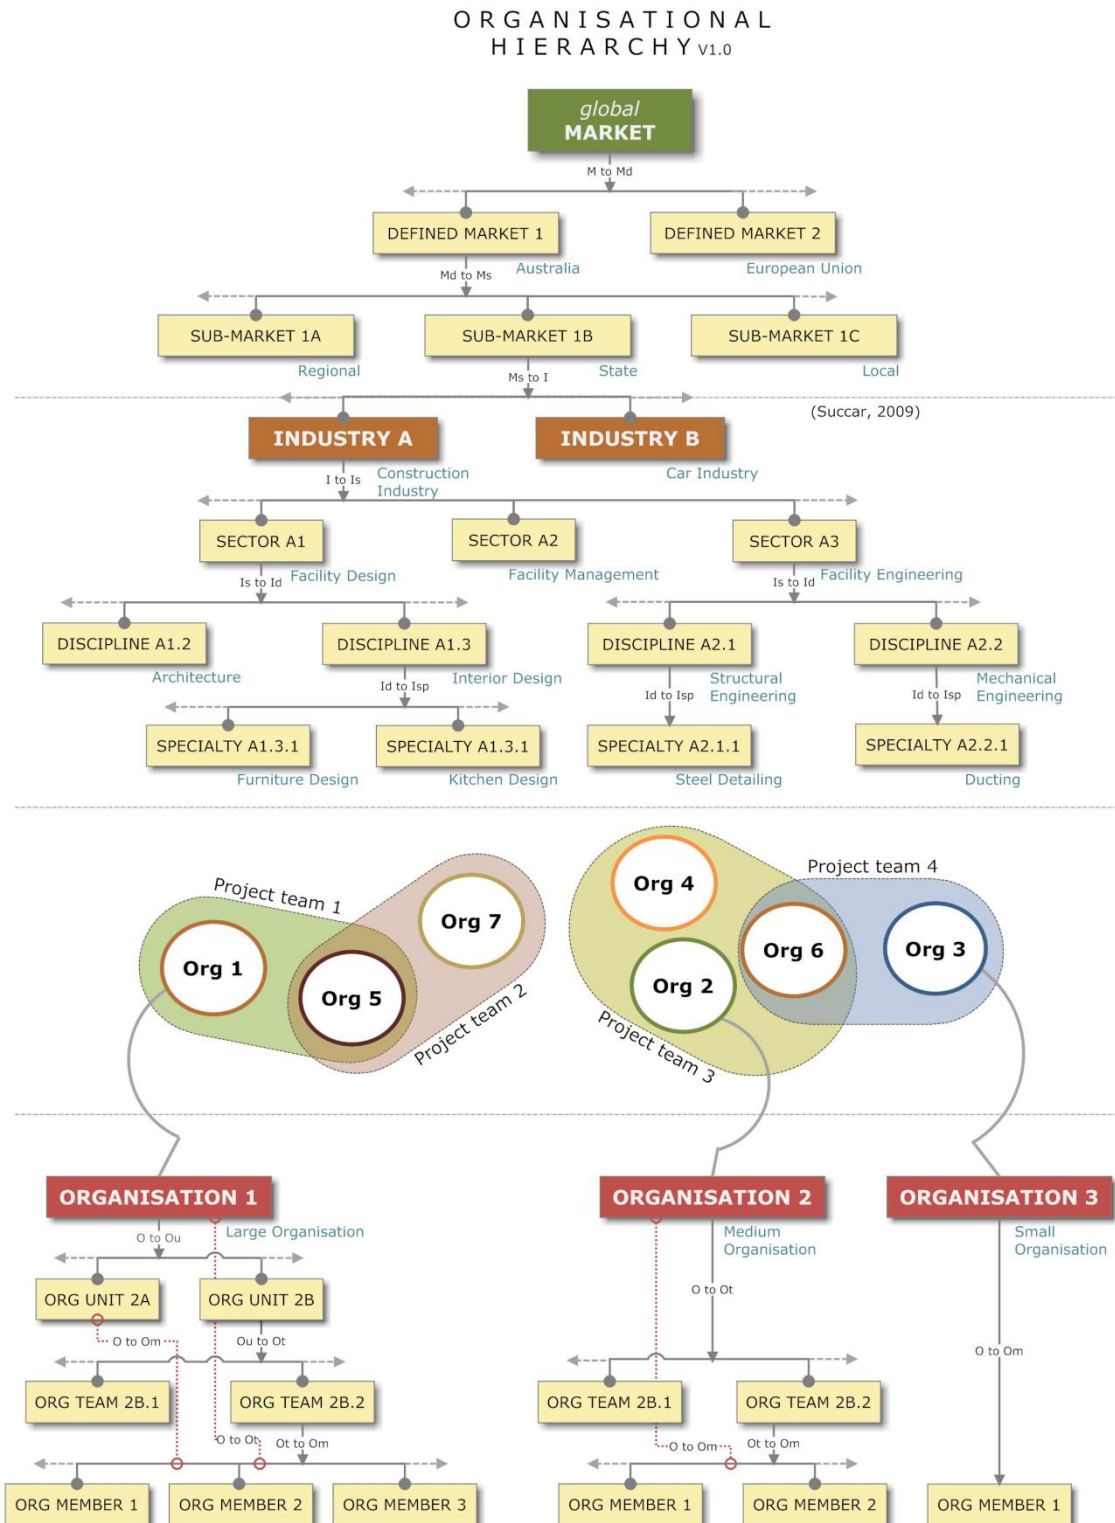 ORGANISATIONAL
HIERARCHY V1.0
global
MARKET
M to Md
DEFINED MARKET 1
DEFINED MARKET 2
Australia
European Union
Md to Ms
SUB-MARKET 1A
SUB-MARKET 1B
SUB-MARKET 1C
Regional
State
Local
Ms to I
(Succar, 2009)
INDUSTRY A
INDUSTRY B
Construction
Industry
Car Industry
I to Is
SECTOR A1
SECTOR A2
SECTOR A3
Facility Design
Facility Management
Facility Engineering
Is to Id
Is to Id
DISCIPLINE A1.2
DISCIPLINE A1.3
DISCIPLINE A2.1
DISCIPLINE A2.2
Architecture
Interior Design
Structural
Engineering
Mechanical
Engineering
Id to Isp
Id to Isp
Id to Isp
SPECIALTY A1.3.1
SPECIALTY A1.3.1
SPECIALTY A2.1.1
SPECIALTY A2.2.1
Furniture Design
Kitchen Design
Steel Detailing
Ducting
Project team 1
Org 1
Org 5
Org 7
Project team 2
Org 4
Org 2
Project team 3
Org 6
Project team 4
Org 3
ORGANISATION 1
ORGANISATION 2
ORGANISATION 3
Large Organisation
Medium
Organisation
Small
Organisation
O to Ou
ORG UNIT 2A
ORG UNIT 2B
O to Ot
O to Om
Ou to Ot
O to Om
ORG TEAM 2B.1
ORG TEAM 2B.2
ORG TEAM 2B.1
ORG TEAM 2B.2
O to Ot
Ot to Om
O to Om
Ot to Om
ORG MEMBER 1
ORG MEMBER 2
ORG MEMBER 3
ORG MEMBER 1
ORG MEMBER 2
ORG MEMBER 1